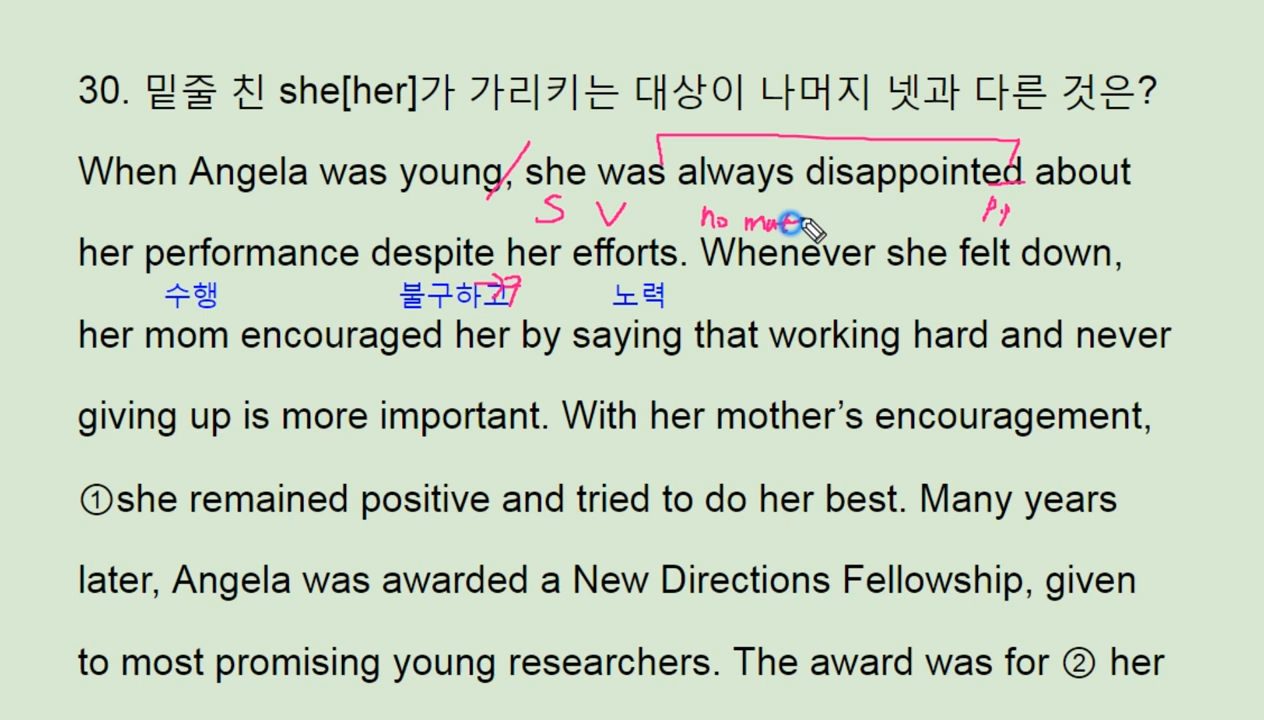 30. 밑줄 친 she[her]가 가리키는 대상이 나머지 넷과 다른 것은?
When Angela was young, she was always disappointed about
S V no mat p.p
her performance despite her efforts. Whenever she felt down,
수행 불구하고 노력
her mom encouraged her by saying that working hard and never
giving up is more important. With her mother’s encouragement,
①she remained positive and tried to do her best. Many years
later, Angela was awarded a New Directions Fellowship, given
to most promising young researchers. The award was for ② her